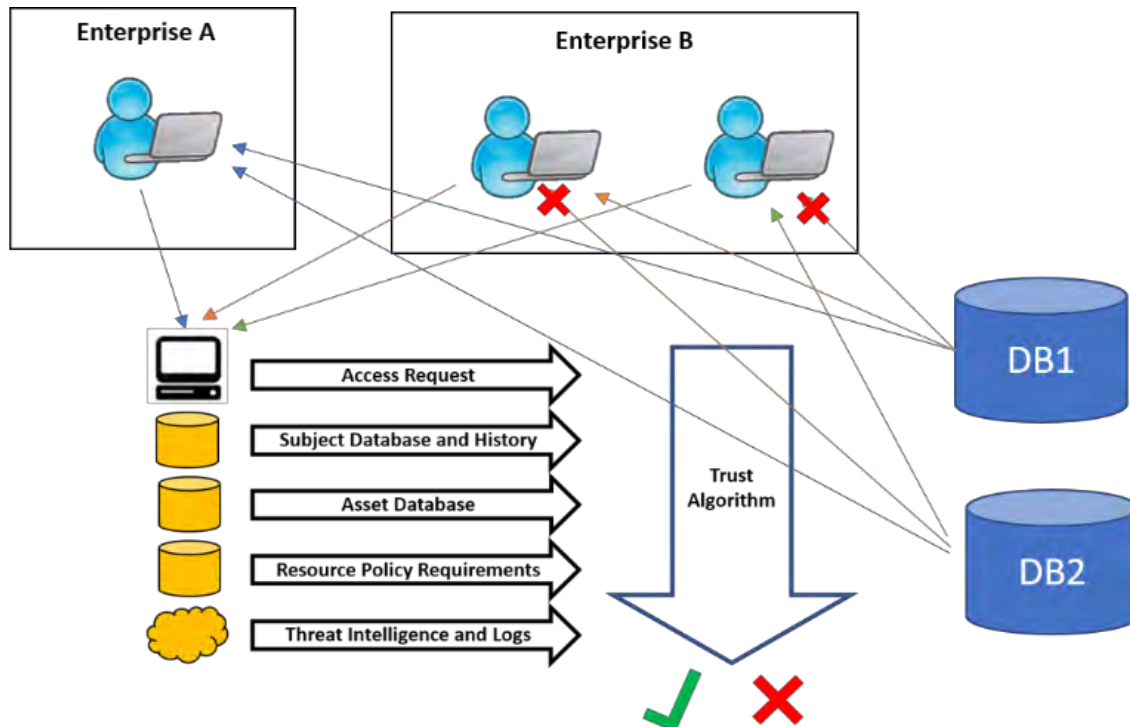 Enterprise A
Enterprise B
Access Request
Subject Database and History
Asset Database
Resource Policy Requirements
Threat Intelligence and Logs
Trust
Algorithm
DB1
DB2